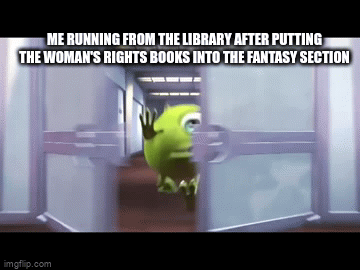 ME RUNNING FROM THE LIBRARY AFTER PUTTING
THE WOMAN'S RIGHTS BOOKS INTO THE FANTASY SECTION
imgflip.com